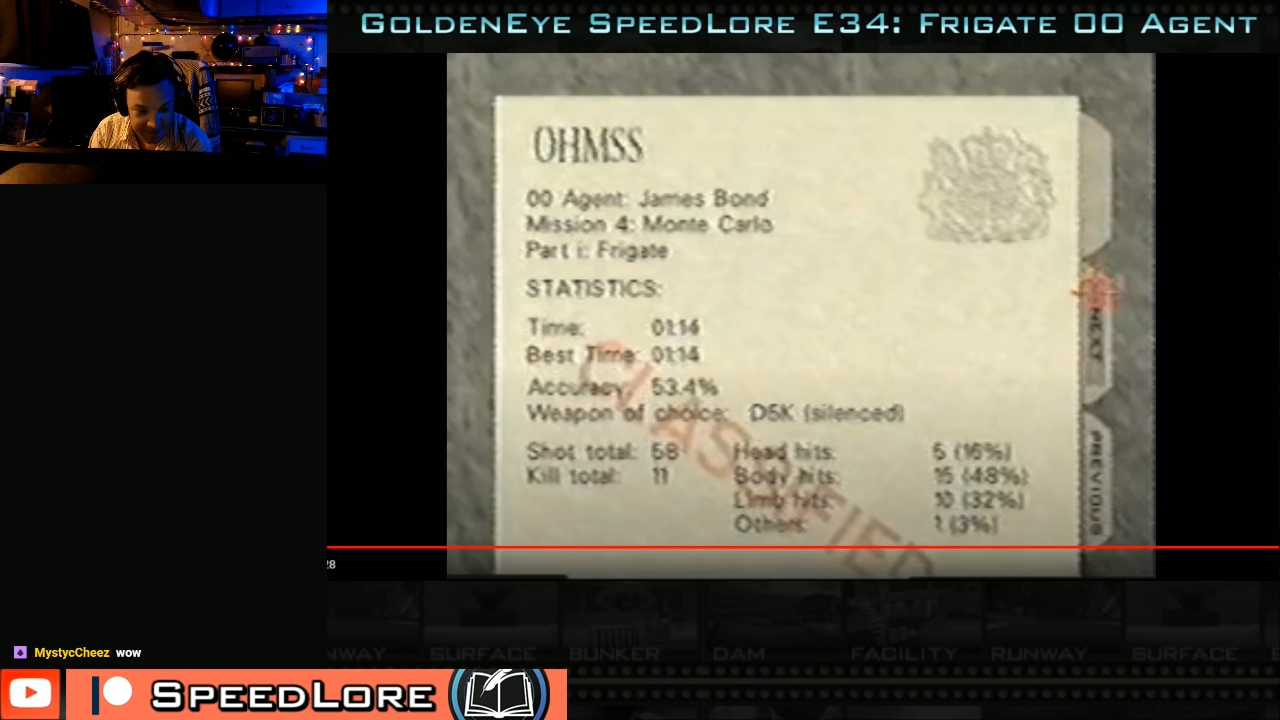 GoldenEye SpeedLore E34: Frigate 00 Agent
OHMSS
00 Agent: James Bond
Mission 4: Monte Carlo
Part i: Frigate
STATISTICS:
Time: 01:14
Best Time: 01:14
Accuracy: 53.4%
Weapon of choice: D5K (silenced)
Shot total: 58
Kill total: 11
Head hits: 5 (16%)
Body hits: 15 (48%)
Limb hits: 10 (32%)
Others: 1 (3%)
CLASSIFIED
NEXT
PREVIOUS
28
NWAY SURFACE BUNKER DAM FACILITY RUNWAY SURFACE
MystycCheez wow
SpeedLore